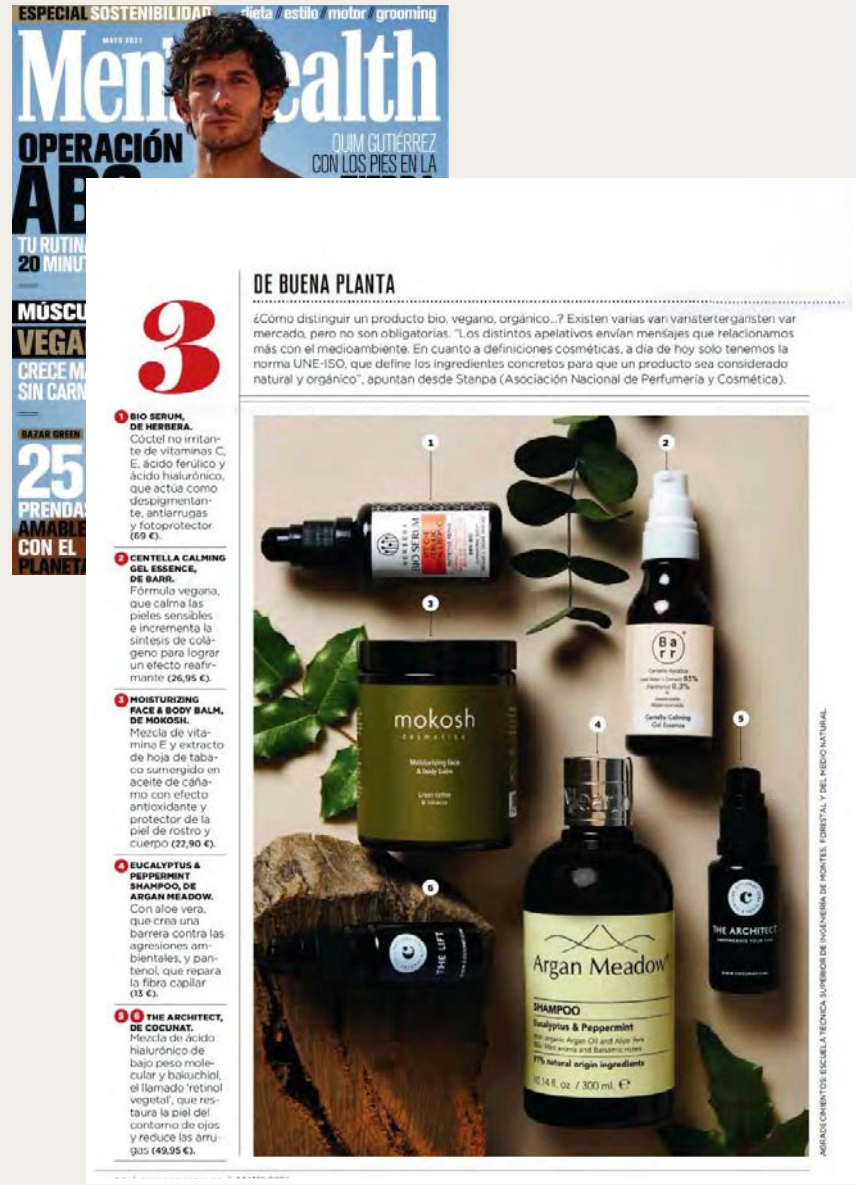 ESPECIAL SOSTENIBILIDAD dieta / estilo / motor / grooming
MAYO 2021
Men's Health
OPERACIÓN
QUIM GUTIÉRREZ
CON LOS PIES EN LA
TIERRA
TU RUTINA
20
MÚSCU
CRECE
SIN CARN
BAZAR GREEN
25
PRENDAS
AMABLE
CON EL
PLANETA
3
DE BUENA PLANTA
¿Cómo distinguir un producto bio, vegano, orgánico...? Existen varias
mercado, pero no son obligatorias. "Los distintos apelativos envían mensajes que relacionamos
más con el medioambiente. En cuanto a definiciones cosméticas, a día de hoy solo tenemos la
norma UNE-ISO, que define los ingredientes concretos para que un producto sea considerado
natural y orgánico", apuntan desde Stanpa (Asociación Nacional de Perfumería y Cosmética).
1 BIO SERUM,
DE HERBERA.
Cóctel no irritan-
te de vitaminas C,
E, ácido ferúlico y
ácido hialurónico,
que actúa como
despigmentan-
te, antiarrugas
y fotoprotector
(69 €).
2 CENTELLA CALMING
GEL ESSENCE,
DE BARR.
Fórmula vegana,
que calma las
pieles sensibles
e incrementa la
síntesis de colá-
geno para lograr
un efecto reafir-
mante (26,95 €).
3 MOISTURIZING
FACE & BODY BALM,
DE MOKOSH.
Mezcla de vita-
mina E y extracto
de hoja de taba-
co sumergido en
aceite de cáña-
mo con efecto
antioxidante y
protector de la
piel de rostro y
cuerpo (22,90 €).
4 EUCALYPTUS &
PEPPERMINT
SHAMPOO, DE
ARGAN MEADOW.
Con aloe vera,
que crea una
barrera contra las
agresiones am-
bientales, y pan-
tenol, que repara
la fibra capilar
(13 €).
5 6 THE ARCHITECT,
DE COCUNAT.
Mezcla de ácido
hialurónico de
bajo peso mole-
cular y bakuchiol,
el llamado 'retinol
vegetal', que res-
taura la piel del
contorno de ojos
y reduce las arru-
gas (49,95 €).
1
2
3
4
5
6
HERBERA
BIO SERUM
Ba
rr
Centella Calming
Gel Essence
mokosh
cosmetics
Moisturizing face
& body balm
THE LIFT
C
THE ARCHITECT
Argan Meadow
SHAMPOO
Eucalyptus & Peppermint
97% natural origin ingredients
10.14 fl. oz / 300 ml. ℮
AGRADECIMIENTOS: ESCUELA TÉCNICA SUPERIOR DE INGENIERÍA DE MONTES, FORESTAL Y DEL MEDIO NATURAL.